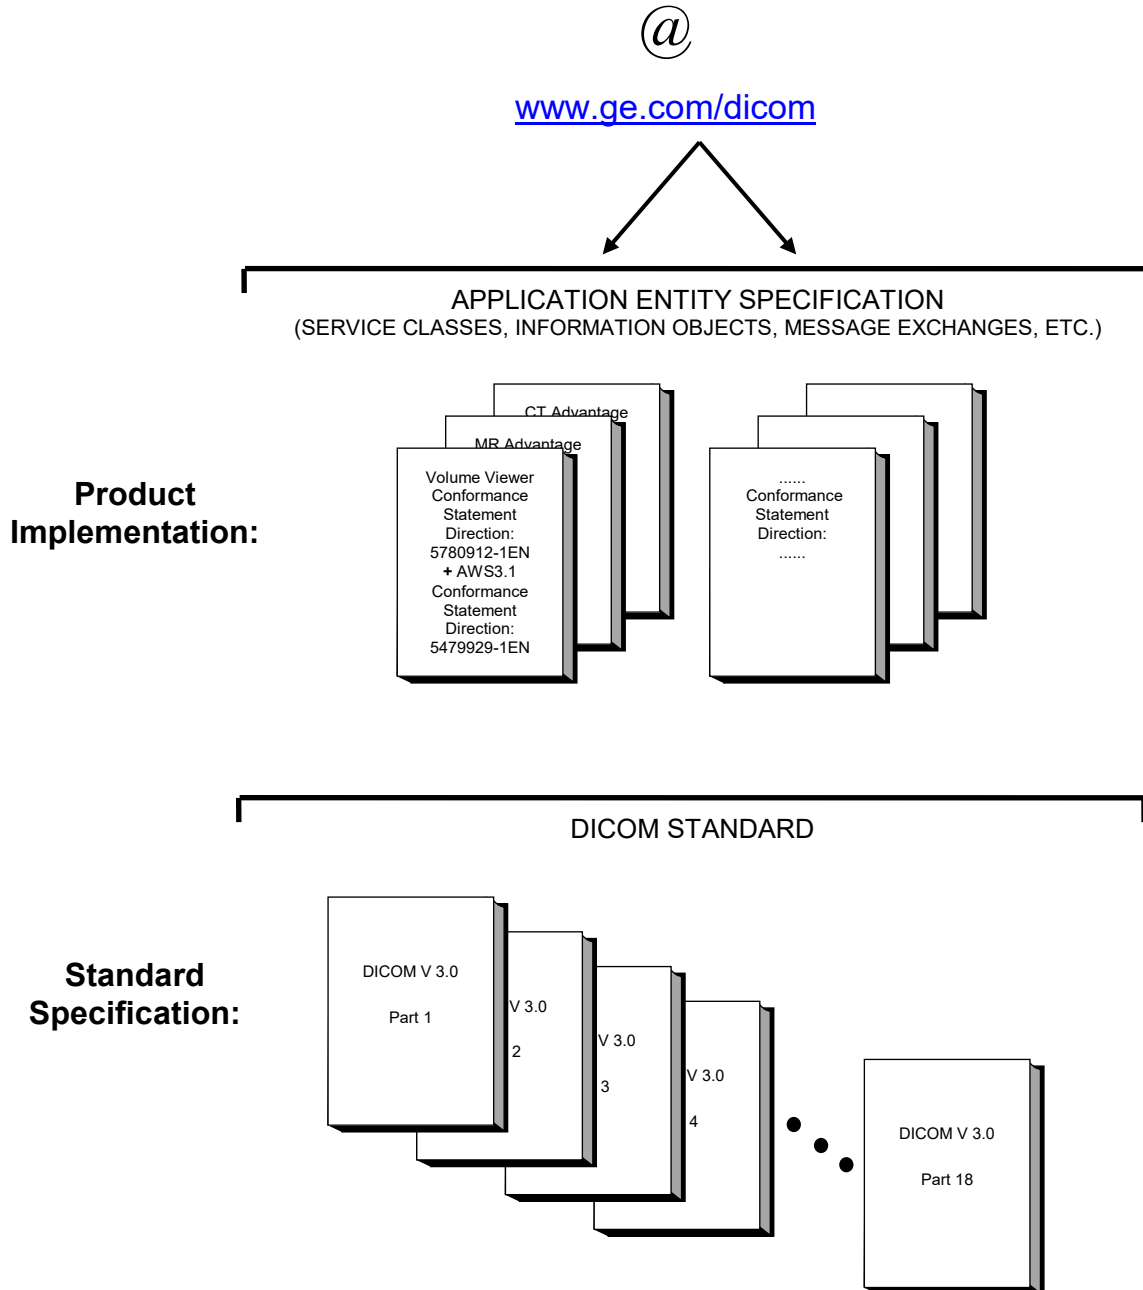 @
www.ge.com/dicom
APPLICATION ENTITY SPECIFICATION
(SERVICE CLASSES, INFORMATION OBJECTS, MESSAGE EXCHANGES, ETC.)
Product
Implementation:
CT Advantage
MR Advantage
Volume Viewer
Conformance
Statement
Direction:
5780912-1EN
+ AWS3.1
Conformance
Statement
Direction:
5479929-1EN
......
Conformance
Statement
Direction:
......
DICOM STANDARD
Standard
Specification:
DICOM V 3.0
Part 1
V 3.0
2
V 3.0
3
V 3.0
4
DICOM V 3.0
Part 18